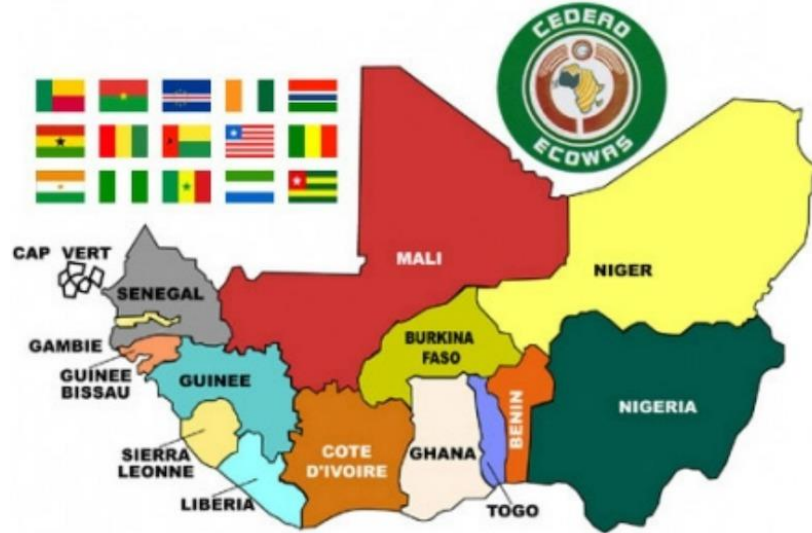 CEDEAO
ECOWAS
CAP VERT
SENEGAL
GAMBIE
GUINEE
BISSAU
GUINEE
SIERRA
LEONNE
LIBERIA
MALI
BURKINA
FASO
NIGER
COTE
D'IVOIRE
GHANA
TOGO
BENIN
NIGERIA